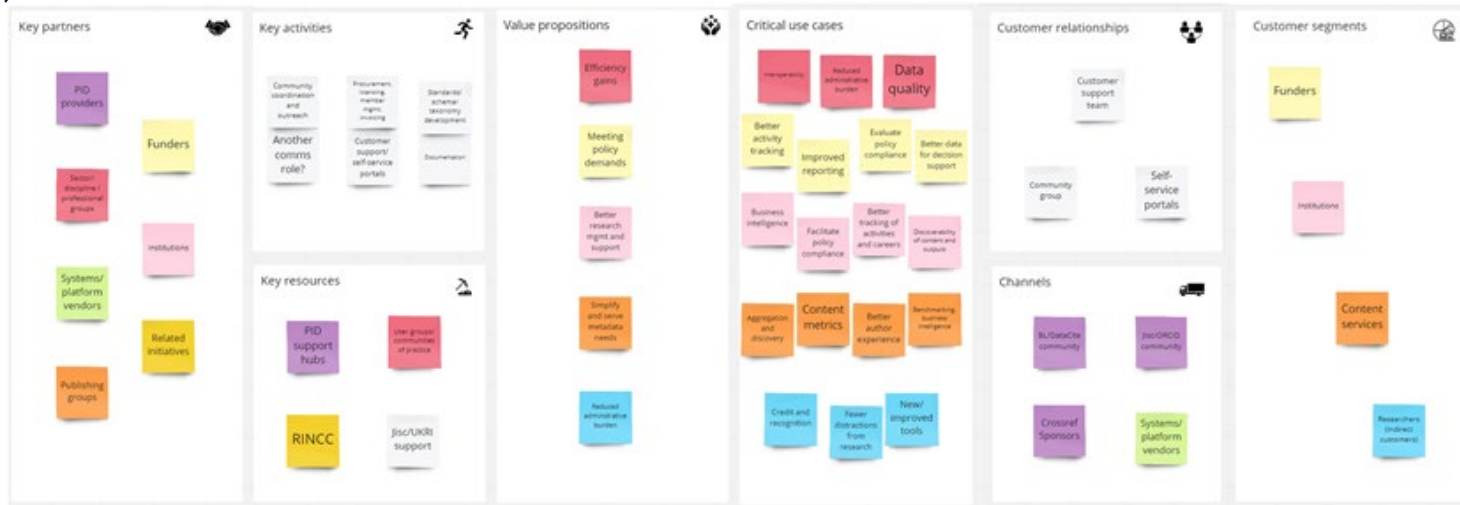 Key partners
PID
providers
Funders
Sector/
discipline /
professional
groups
Institutions
Systems/
platform
vendors
Related
initiatives
Publishing
groups
Key activities
Community
coordination
and
outreach
Procurement,
licensing,
member
mgmt,
invoicing
Standards/
schema/
taxonomy
development
Another
comms
role?
Customer
support/
self-service
portals
Documentation
Key resources
PID
support
hubs
User groups/
communities
of practice
RINCC
Jisc/UKRI
support
Value propositions
Efficiency
gains
Meeting
policy
demands
Better
research
mgmt and
support
Simplify
and serve
metadata
needs
Reduced
administrative
burden
Critical use cases
Interoperability
Reduced
administrative
burden
Data
quality
Better
activity
tracking
Improved
reporting
Evaluate
policy
compliance
Better data
for decision
support
Business
intelligence
Facilitate
policy
compliance
Better
tracking of
activities
and careers
Discoverability
of content and
outputs
Aggregation
and
discovery
Content
metrics
Better
author
experience
Benchmarking,
business
intelligence
Credit and
recognition
Fewer
distractions
from
research
New/
improved
tools
Customer relationships
Customer
support
team
Community
group
Self-
service
portals
Channels
BL/DataCite
community
Jisc/ORCID
community
Crossref
Sponsors
Systems/
platform
vendors
Customer segments
Funders
Institutions
Content
services
Researchers
(indirect
customers)